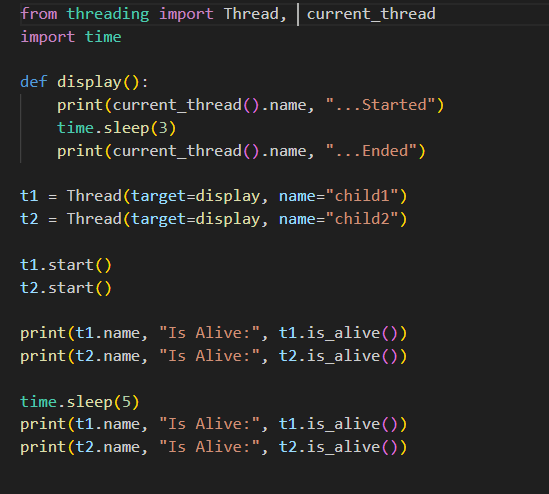 from threading import Thread, current_thread
import time
def display():
    print(current_thread().name, "...Started")
    time.sleep(3)
    print(current_thread().name, "...Ended")
t1 = Thread(target=display, name="child1")
t2 = Thread(target=display, name="child2")
t1.start()
t2.start()
print(t1.name, "Is Alive:", t1.is_alive())
print(t2.name, "Is Alive:", t2.is_alive())
time.sleep(5)
print(t1.name, "Is Alive:", t1.is_alive())
print(t2.name, "Is Alive:", t2.is_alive())